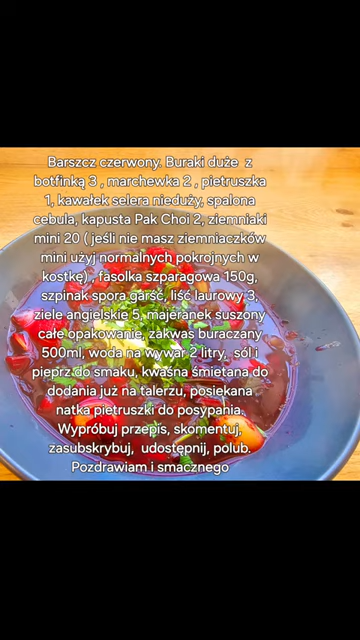 Barszcz czerwony. Buraki duże z
botfinką 3 , marchewka 2 , pietruszka
1, kawałek selera nieduży, spalona
cebula, kapusta Pak Choi 2, ziemniaki
mini 20 ( jeśli nie masz ziemniaczków
mini użyj normalnych pokrojnych w
kostkę) , fasolka szparagowa 150g,
szpinak spora garść, liść laurowy 3,
ziele angielskie 5, majeranek suszony
całe opakowanie, zakwas buraczany
500ml, woda na wywar 2 litry, sól i
pieprz do smaku, kwaśna śmietana do
dodania już na talerzu, posiekana
natka pietruszki do posypania.
Wypróbuj przepis, skomentuj,
zasubskrybuj, udostępnij, polub.
Pozdrawiam i smacznego